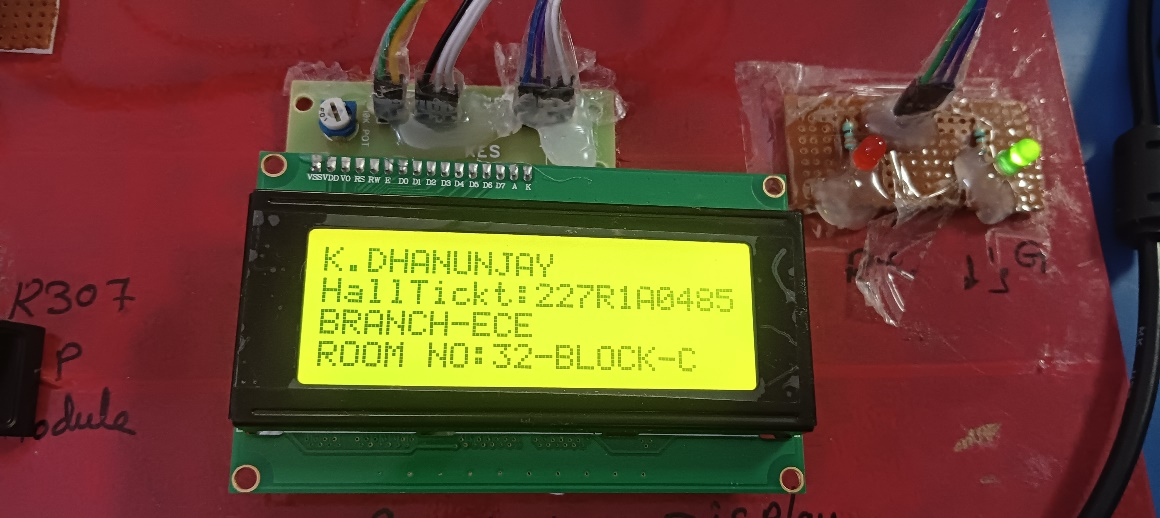 KES
VSS VDD VO RS RW E D0 D1 D2 D3 D4 D5 D6 D7 A K
K.DHANUNJAY
HallTickt:227R1A0485
BRANCH-ECE
ROOM NO:32-BLOCK-C
R307
P
Display